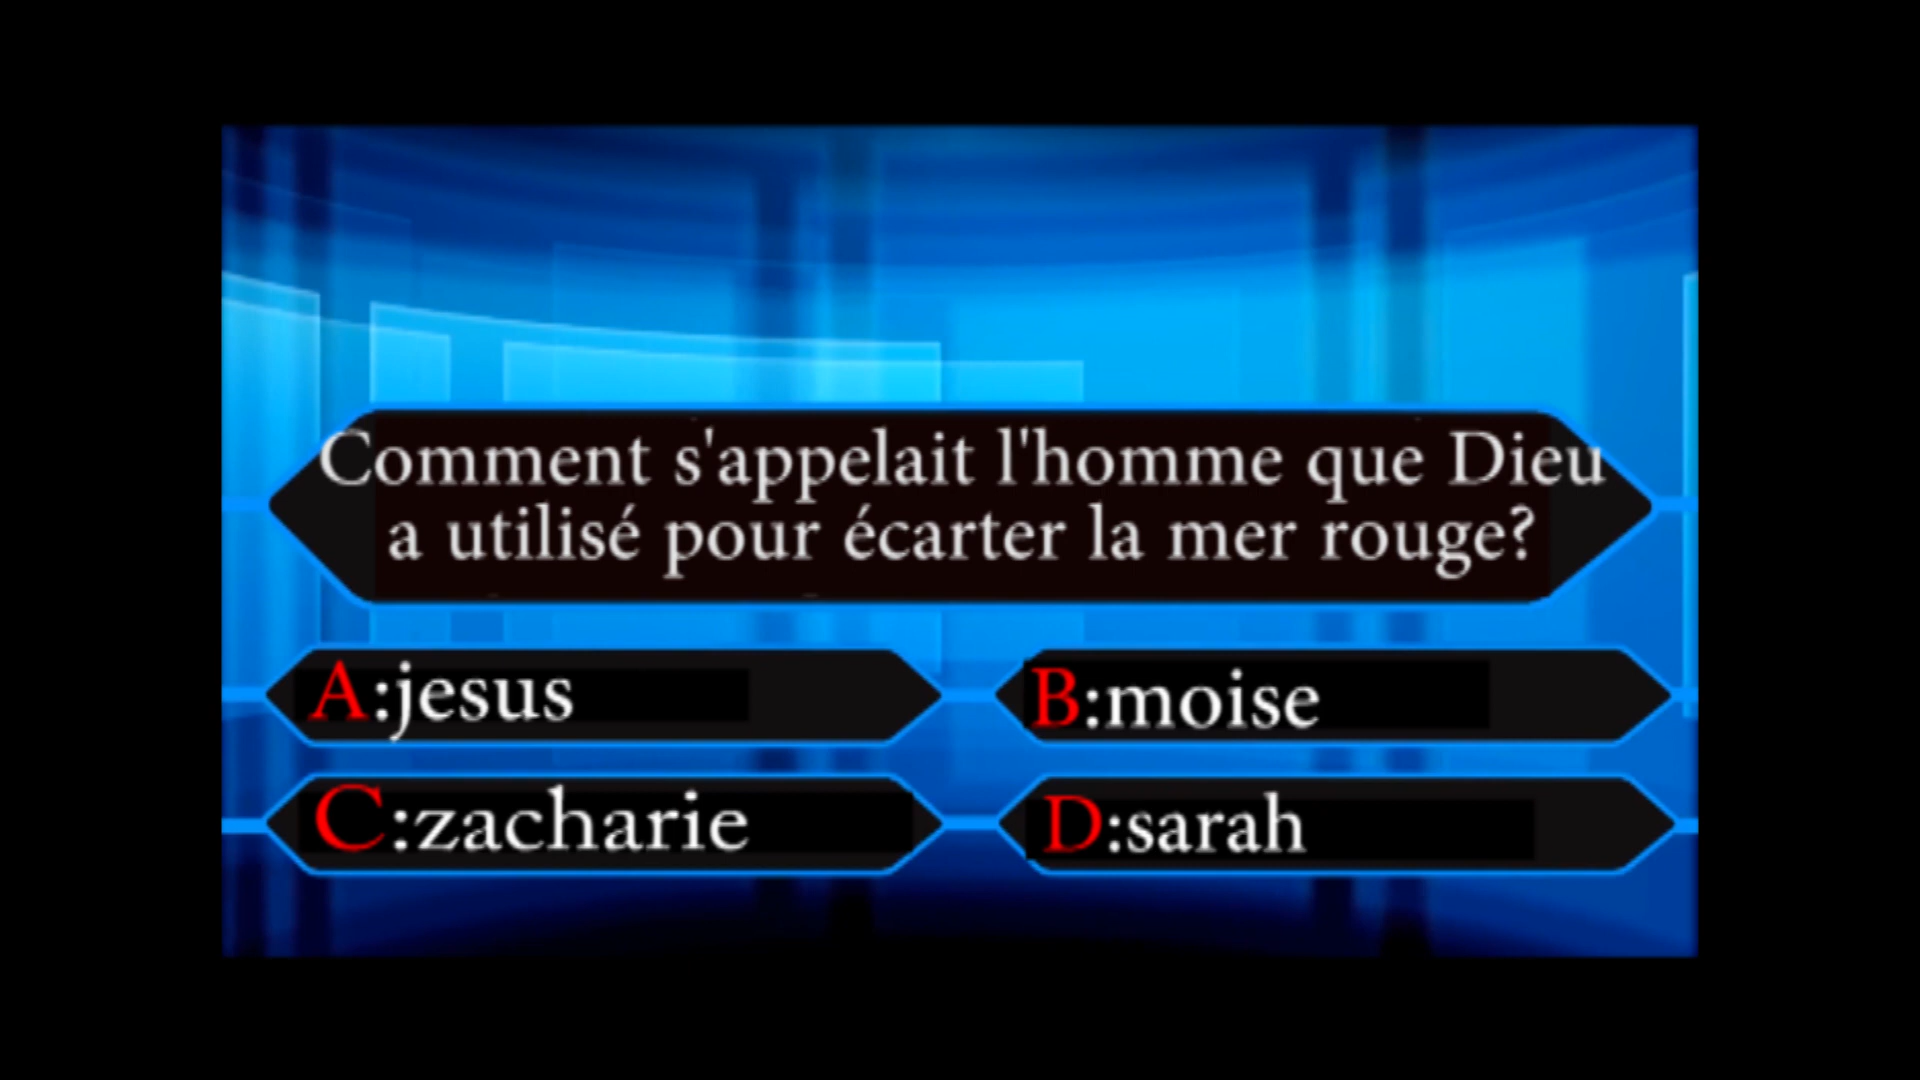 Comment s'appelait l'homme que Dieu
a utilisé pour écarter la mer rouge?
A:jesus
B:moise
C:zacharie
D:sarah